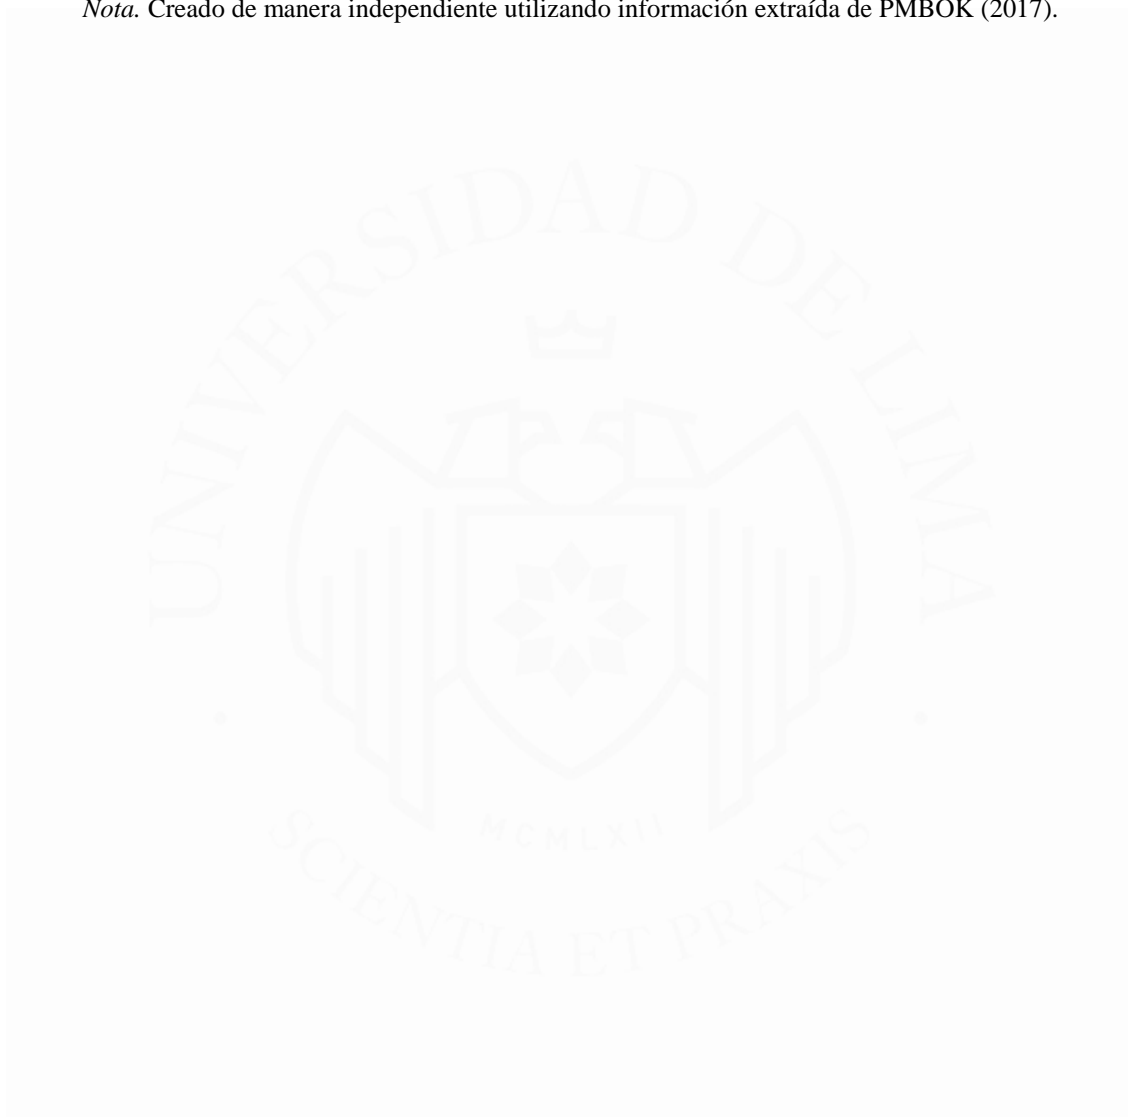 Nota. Creado de manera independiente utilizando información extraída de PMBOK (2017).
UNIVERSIDAD DE LIMA
MCMLXII
SCIENTIA ET PRAXIS